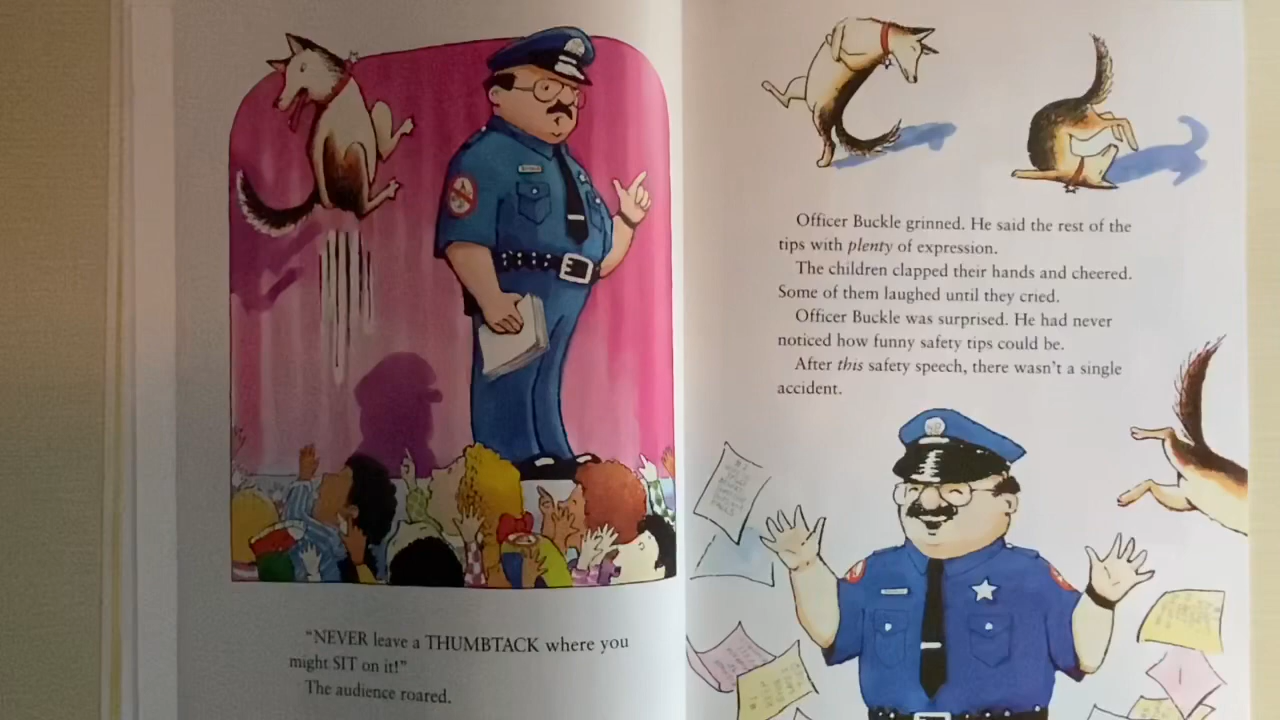 "NEVER leave a THUMBTACK where you
might SIT on it!"
The audience roared.
Officer Buckle grinned. He said the rest of the
tips with plenty of expression.
The children clapped their hands and cheered.
Some of them laughed until they cried.
Officer Buckle was surprised. He had never
noticed how funny safety tips could be.
After this safety speech, there wasn't a single
accident.